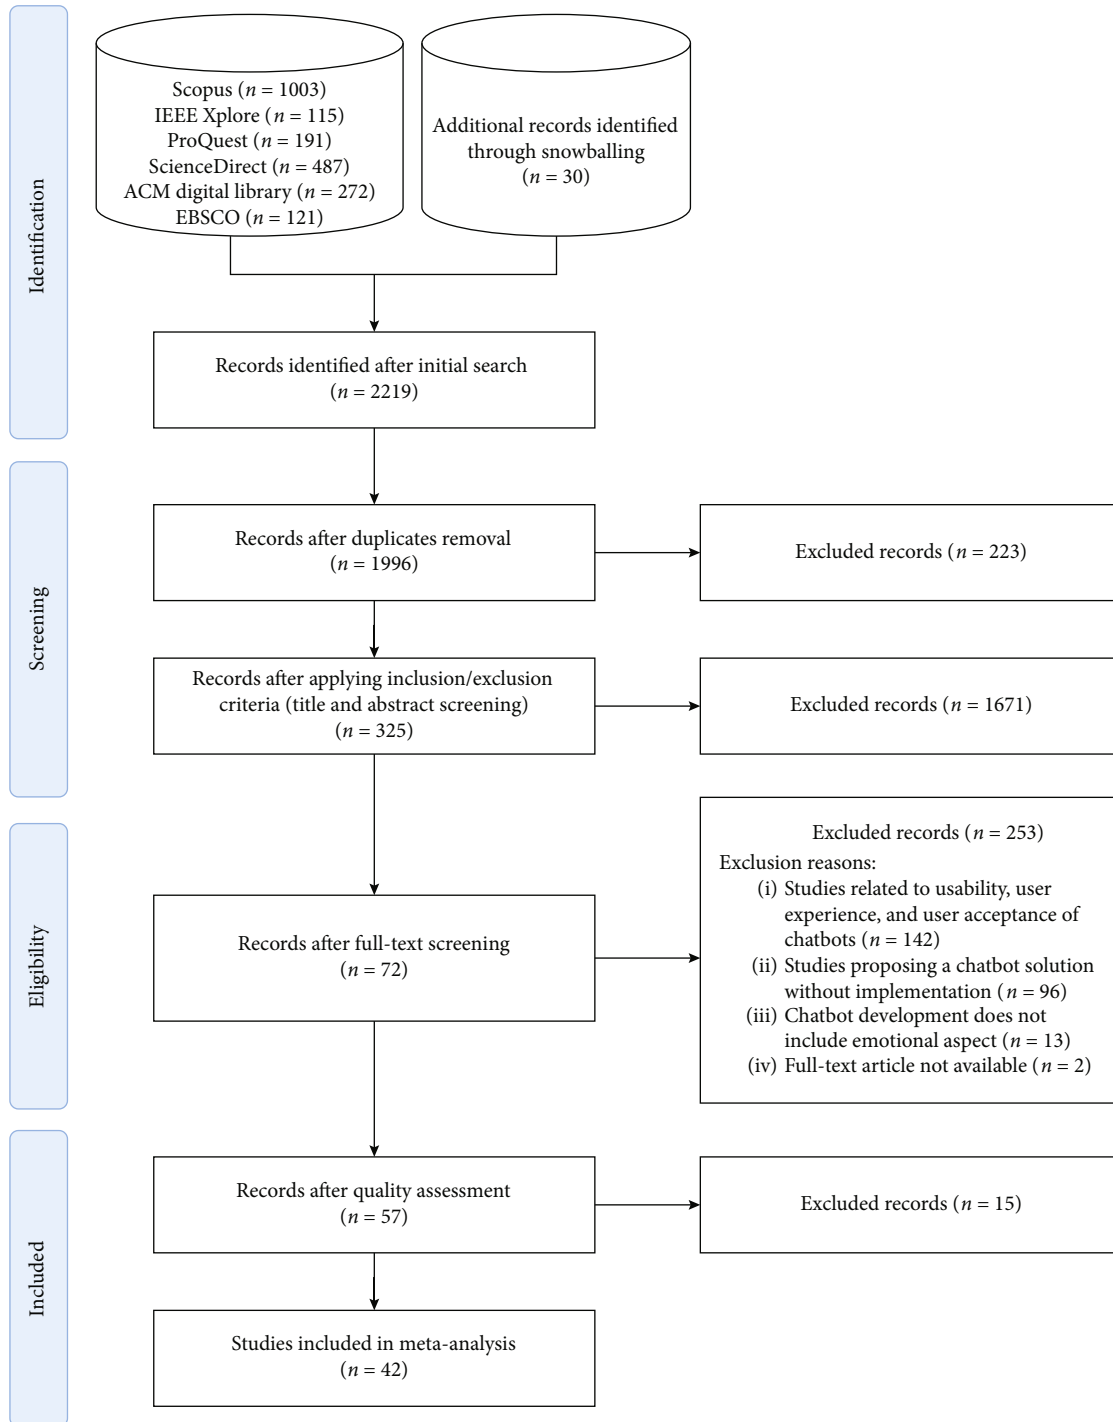 Identification
Scopus (n = 1003)
IEEE Xplore (n = 115)
ProQuest (n = 191)
ScienceDirect (n = 487)
ACM digital library (n = 272)
EBSCO (n = 121)
Additional records identified
through snowballing
(n = 30)
Records identified after initial search
(n = 2219)
Screening
Records after duplicates removal
(n = 1996)
Excluded records (n = 223)
Records after applying inclusion/exclusion
criteria (title and abstract screening)
(n = 325)
Excluded records (n = 1671)
Eligibility
Records after full-text screening
(n = 72)
Excluded records (n = 253)
Exclusion reasons:
(i) Studies related to usability, user
experience, and user acceptance of
chatbots (n = 142)
(ii) Studies proposing a chatbot solution
without implementation (n = 96)
(iii) Chatbot development does not
include emotional aspect (n = 13)
(iv) Full-text article not available (n = 2)
Included
Records after quality assessment
(n = 57)
Excluded records (n = 15)
Studies included in meta-analysis
(n = 42)